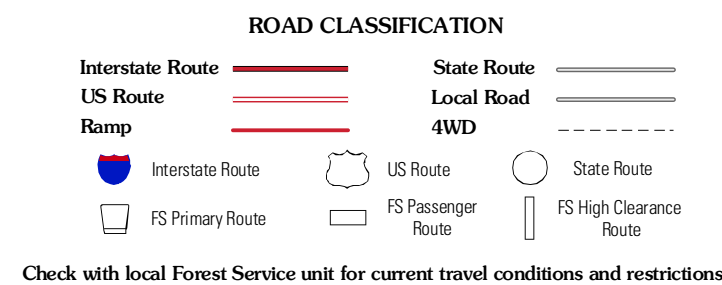 ROAD CLASSIFICATION
Interstate Route
State Route
US Route
Local Road
Ramp
4WD
Interstate Route
US Route
State Route
FS Primary Route
FS Passenger
Route
FS High Clearance
Route
Check with local Forest Service unit for current travel conditions and restrictions